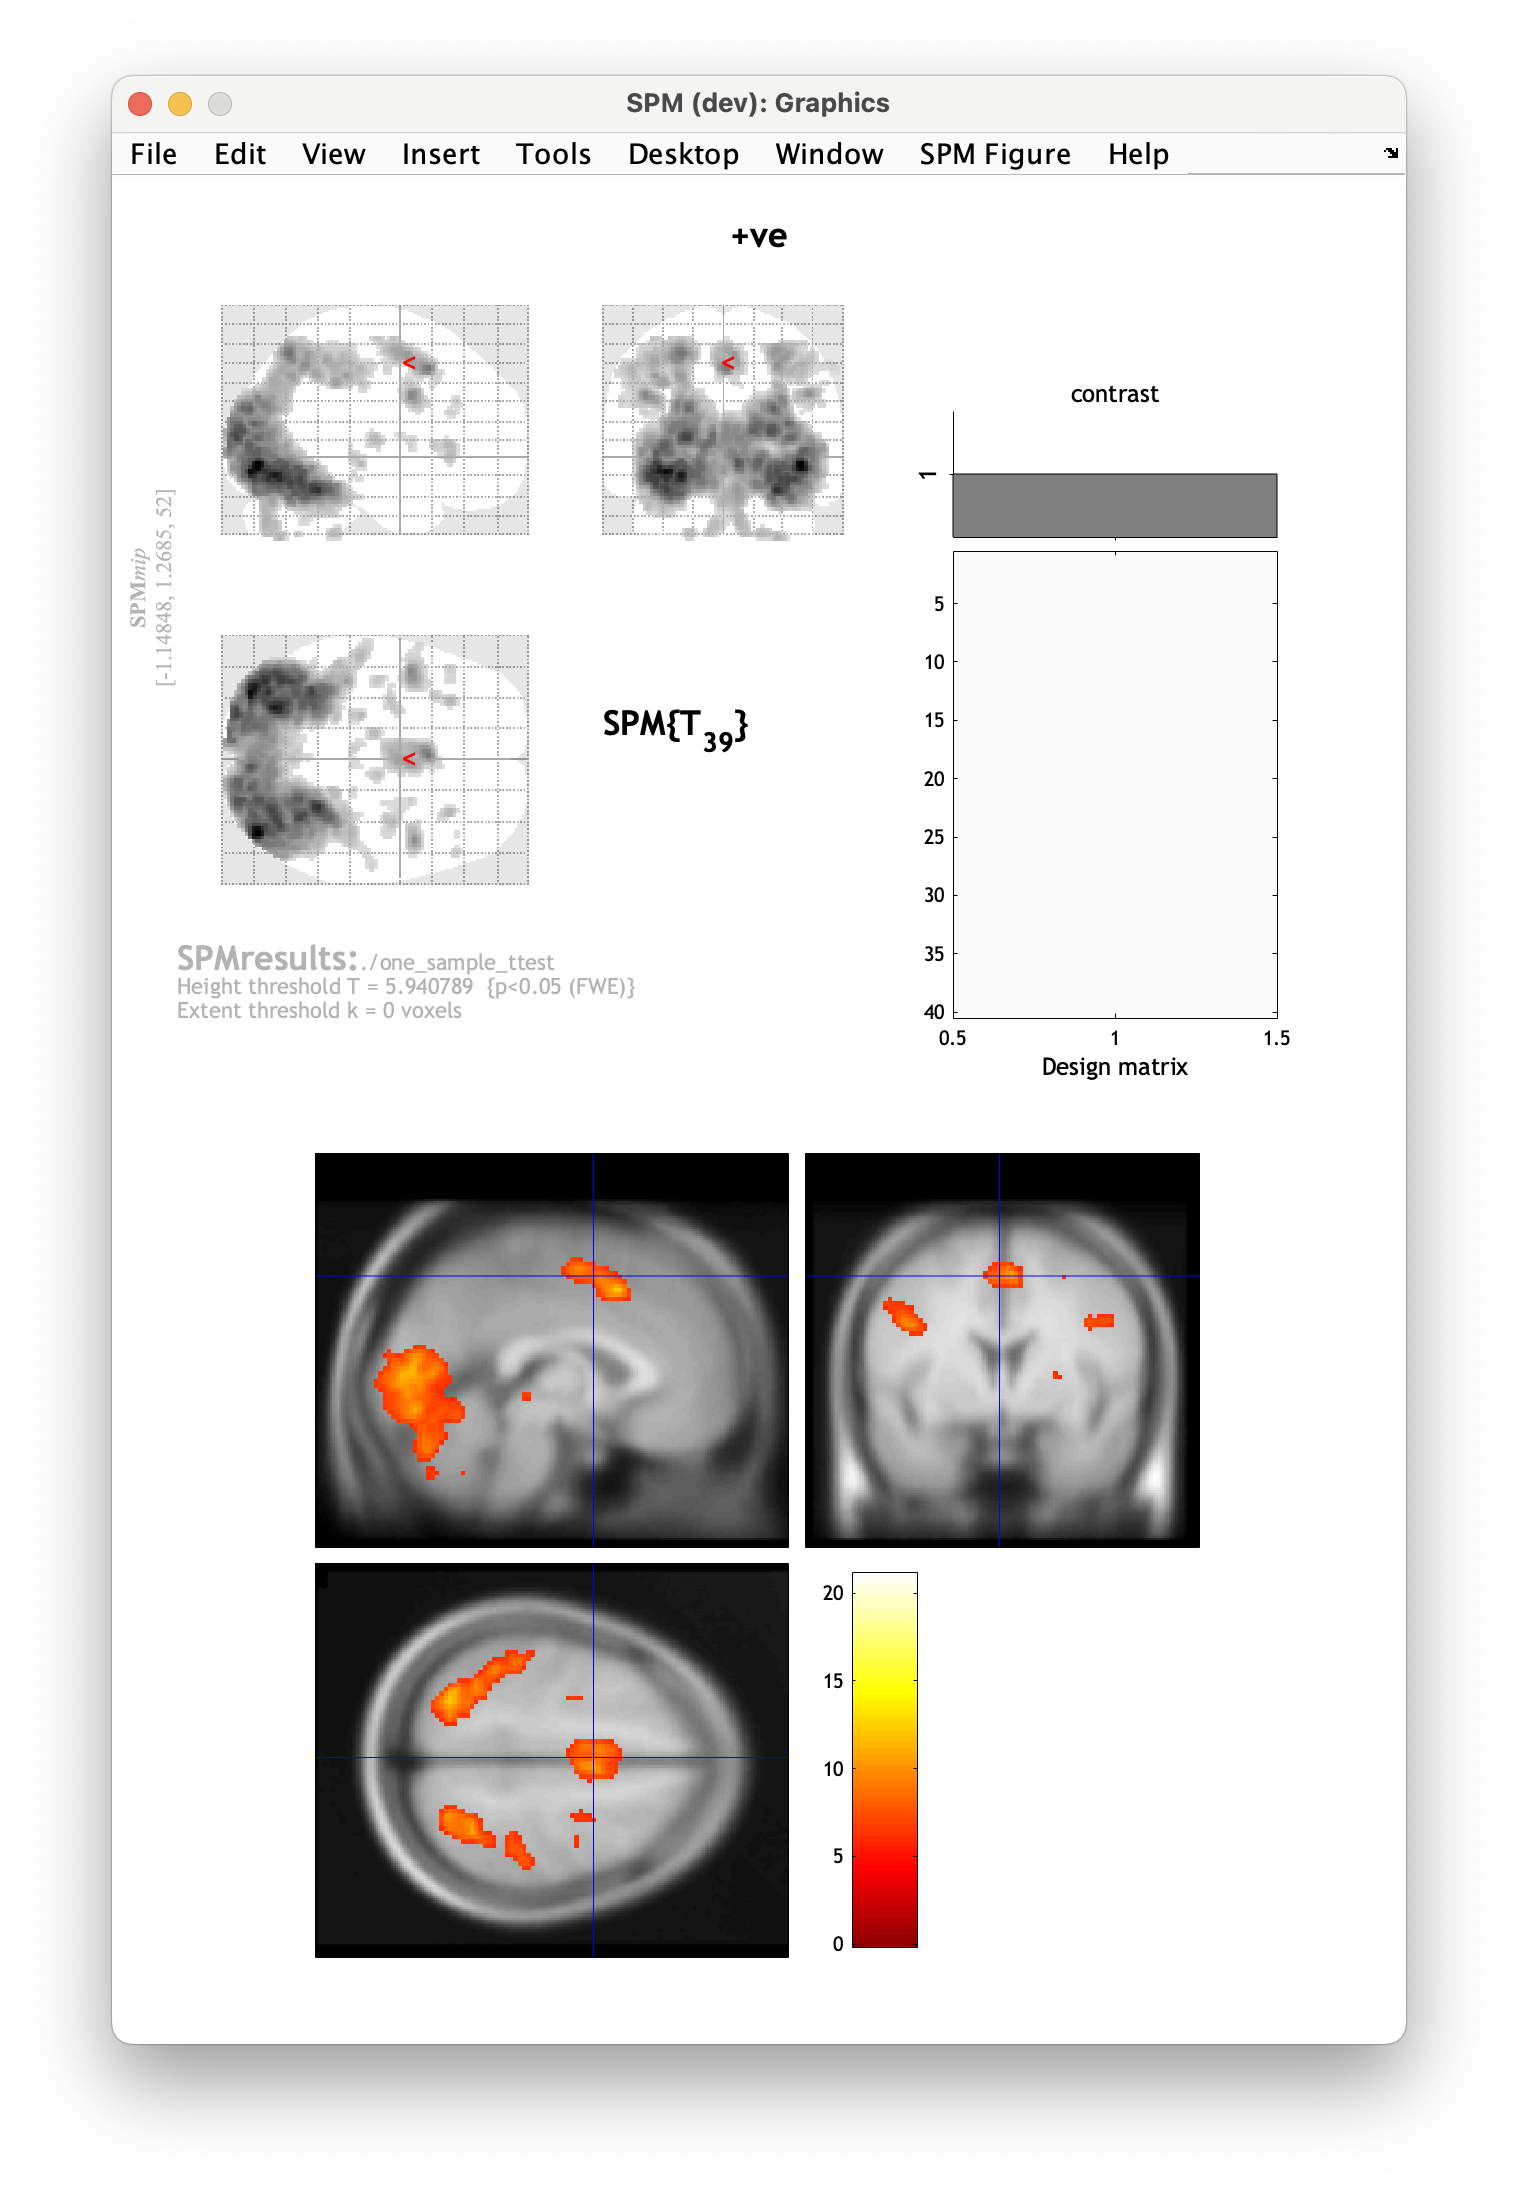 SPM (dev): Graphics
File Edit View Insert Tools Desktop Window SPM Figure Help
+ve
SPMmip
[-1.14848, 1.2685, 52]
SPM{T39}
SPMresults: ./one_sample_ttest
Height threshold T = 5.940789 {p<0.05 (FWE)}
Extent threshold k = 0 voxels
contrast
1
5
10
15
20
25
30
35
40
0.5 1 1.5
Design matrix
20
15
10
5
0